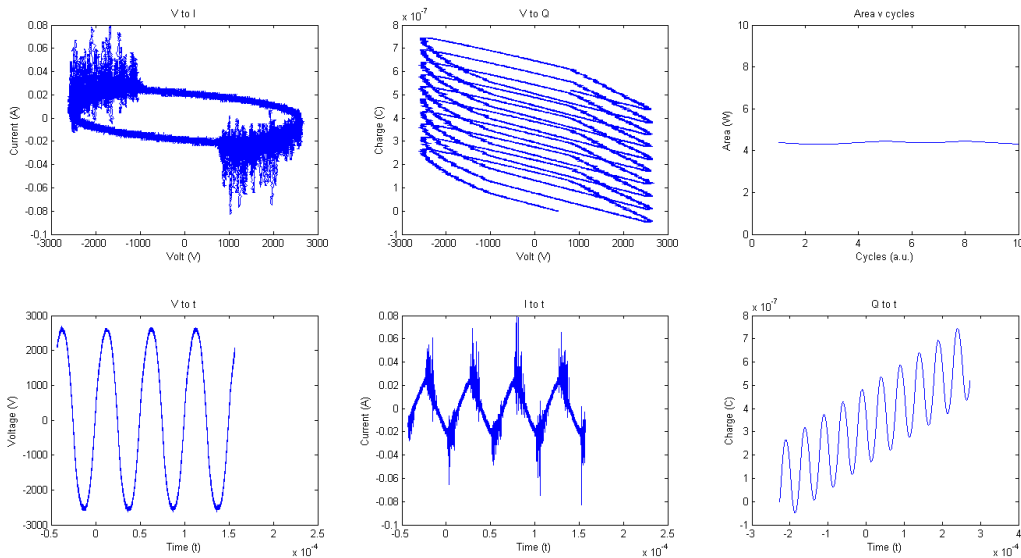 V to I
0.08
0.06
0.04
0.02
0
0.02
0.04
0.06
0.08
-0.1
Current (A)
-3000 -2000 -1000 0 1000 2000 3000
Volt (V)
V to Q
x 10⁻⁷
8
7
6
5
4
3
2
1
0
-1
Charge (C)
-3000 -2000 -1000 0 1000 2000 3000
Volt (V)
Area v cycles
10
8
6
4
2
0
Area (W)
0 2 4 6 8 10
Cycles (a.u.)
V to t
3000
2000
1000
0
-1000
-2000
-3000
Voltage (V)
-0.5 0 0.5 1 1.5 2 2.5
Time (t)
x 10⁻⁴
I to t
0.08
0.06
0.04
0.02
0
0.02
0.04
0.06
0.08
-0.1
Current (A)
-0.5 0 0.5 1 1.5 2 2.5
Time (t)
x 10⁻⁴
Q to t
x 10⁻⁷
8
7
6
5
4
3
2
1
0
-1
Charge (C)
-3 -2 -1 0 1 2 3 4
Time (t)
x 10⁻⁴